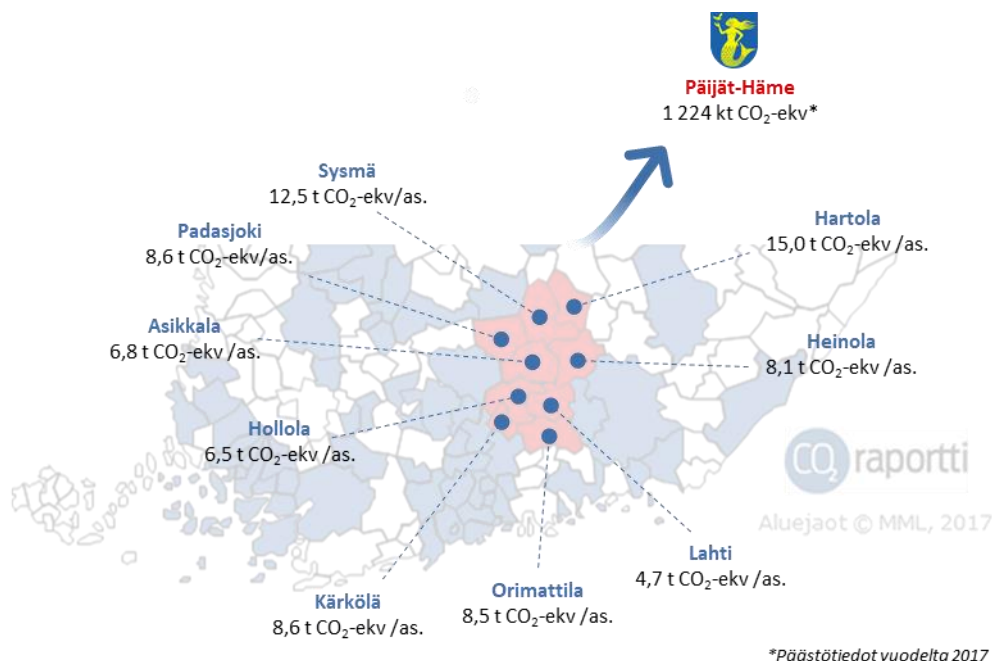 Päijät-Häme
1 224 kt CO₂-ekv*
Sysmä
12,5 t CO₂-ekv/as.
Hartola
15,0 t CO₂-ekv /as.
Padasjoki
8,6 t CO₂-ekv/as.
Asikkala
6,8 t CO₂-ekv /as.
Heinola
8,1 t CO₂-ekv /as.
Hollola
6,5 t CO₂-ekv /as.
CO₂ raportti
Aluejaot © MML, 2017
Lahti
4,7 t CO₂-ekv /as.
Orimattila
8,5 t CO₂-ekv /as.
Kärkölä
8,6 t CO₂-ekv /as.
*Päästötiedot vuodelta 2017